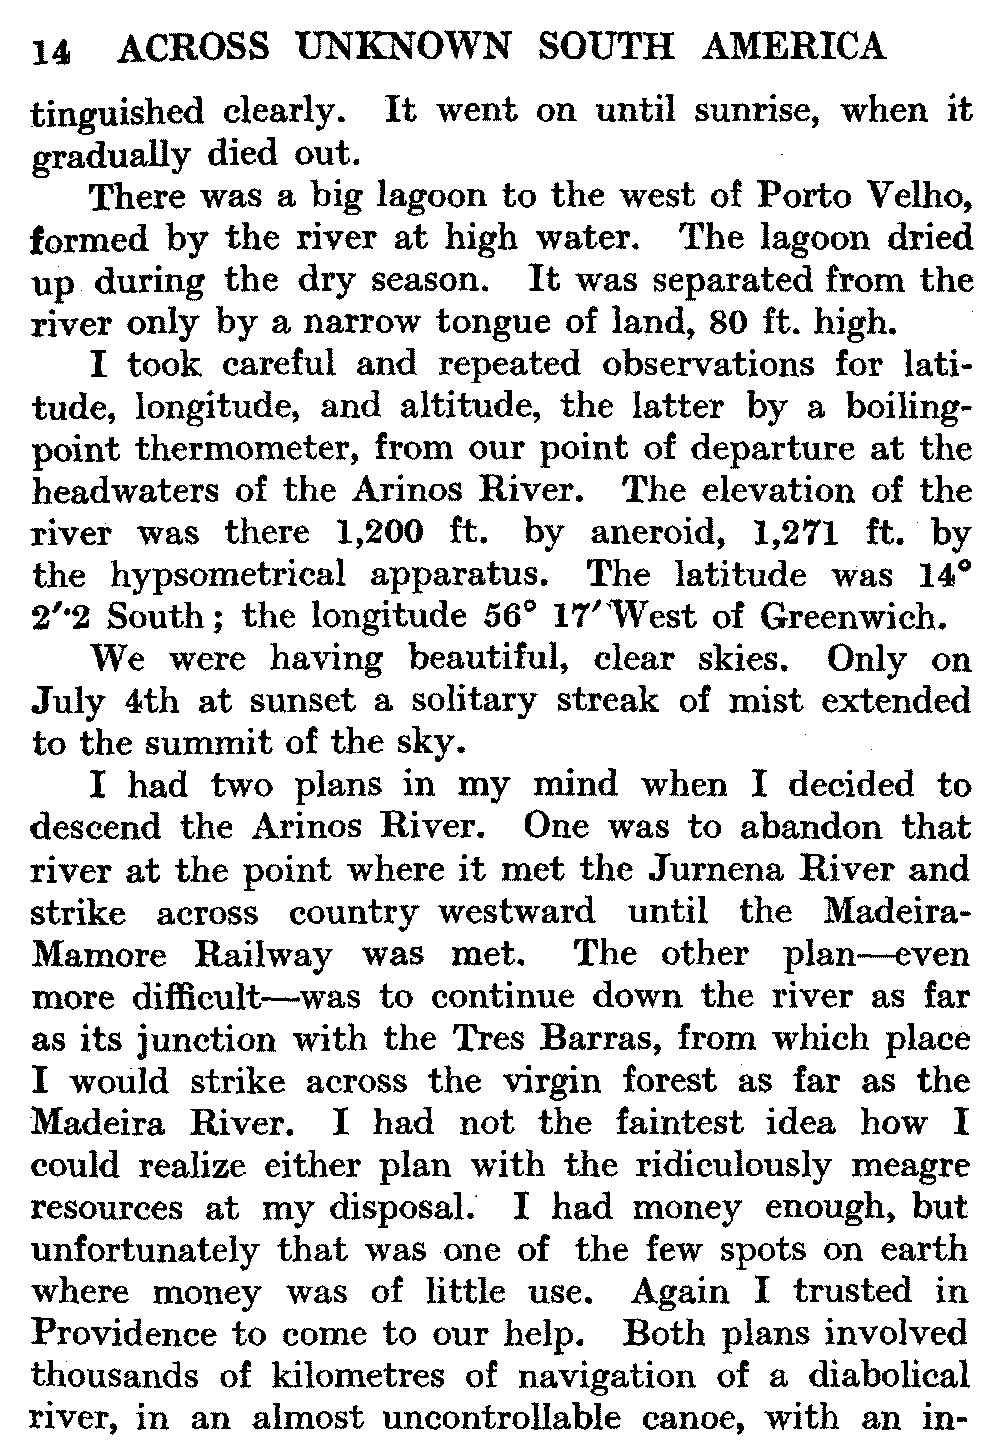 14 ACROSS UNKNOWN SOUTH AMERICA
tinguished clearly. It went on until sunrise, when it
gradually died out.
There was a big lagoon to the west of Porto Velho,
formed by the river at high water. The lagoon dried
up during the dry season. It was separated from the
river only by a narrow tongue of land, 80 ft. high.
I took careful and repeated observations for lati-
tude, longitude, and altitude, the latter by a boiling-
point thermometer, from our point of departure at the
headwaters of the Arinos River. The elevation of the
river was there 1,200 ft. by aneroid, 1,271 ft. by
the hypsometrical apparatus. The latitude was 14°
2′·2 South; the longitude 56° 17′ West of Greenwich.
We were having beautiful, clear skies. Only on
July 4th at sunset a solitary streak of mist extended
to the summit of the sky.
I had two plans in my mind when I decided to
descend the Arinos River. One was to abandon that
river at the point where it met the Jurnena River and
strike across country westward until the Madeira-
Mamore Railway was met. The other plan—even
more difficult—was to continue down the river as far
as its junction with the Tres Barras, from which place
I would strike across the virgin forest as far as the
Madeira River. I had not the faintest idea how I
could realize either plan with the ridiculously meagre
resources at my disposal. I had money enough, but
unfortunately that was one of the few spots on earth
where money was of little use. Again I trusted in
Providence to come to our help. Both plans involved
thousands of kilometres of navigation of a diabolical
river, in an almost uncontrollable canoe, with an in-